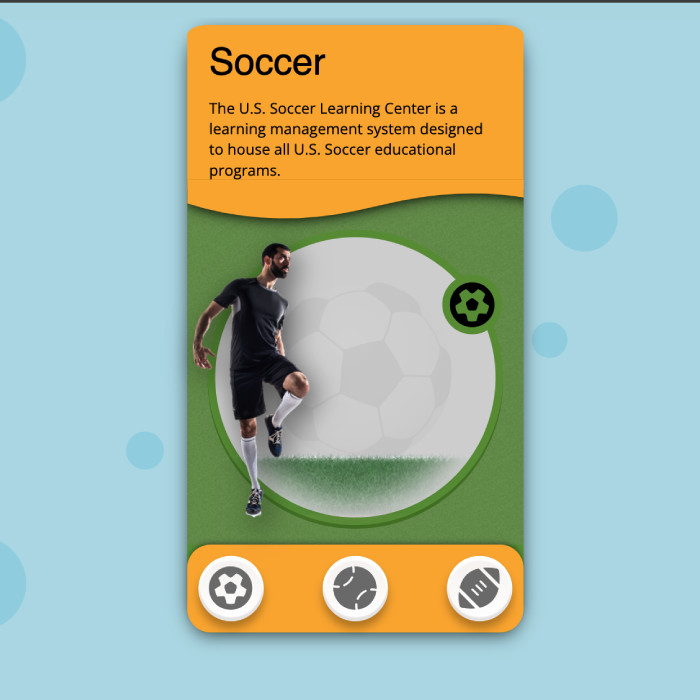 Soccer
The U.S. Soccer Learning Center is a
learning management system designed
to house all U.S. Soccer educational
programs.